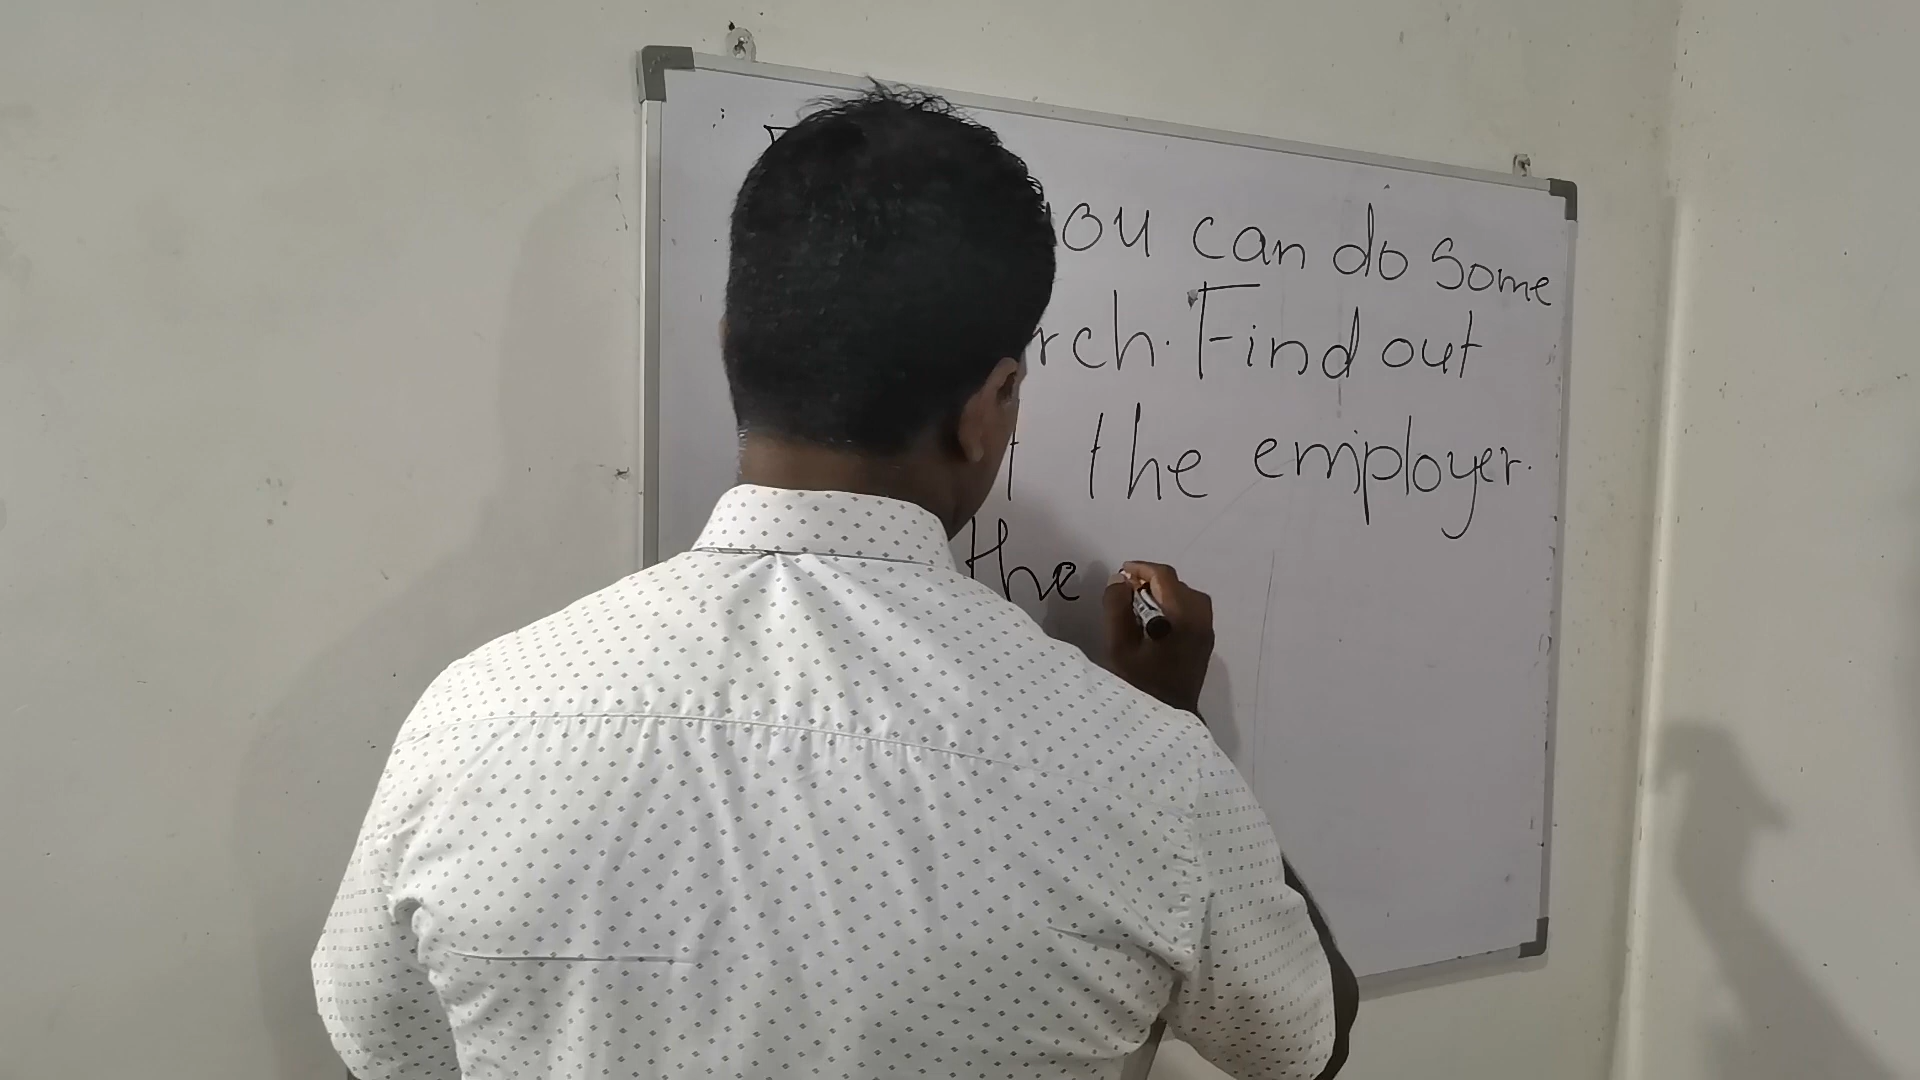 ou can do some
rch. Find out
t the employer.
the